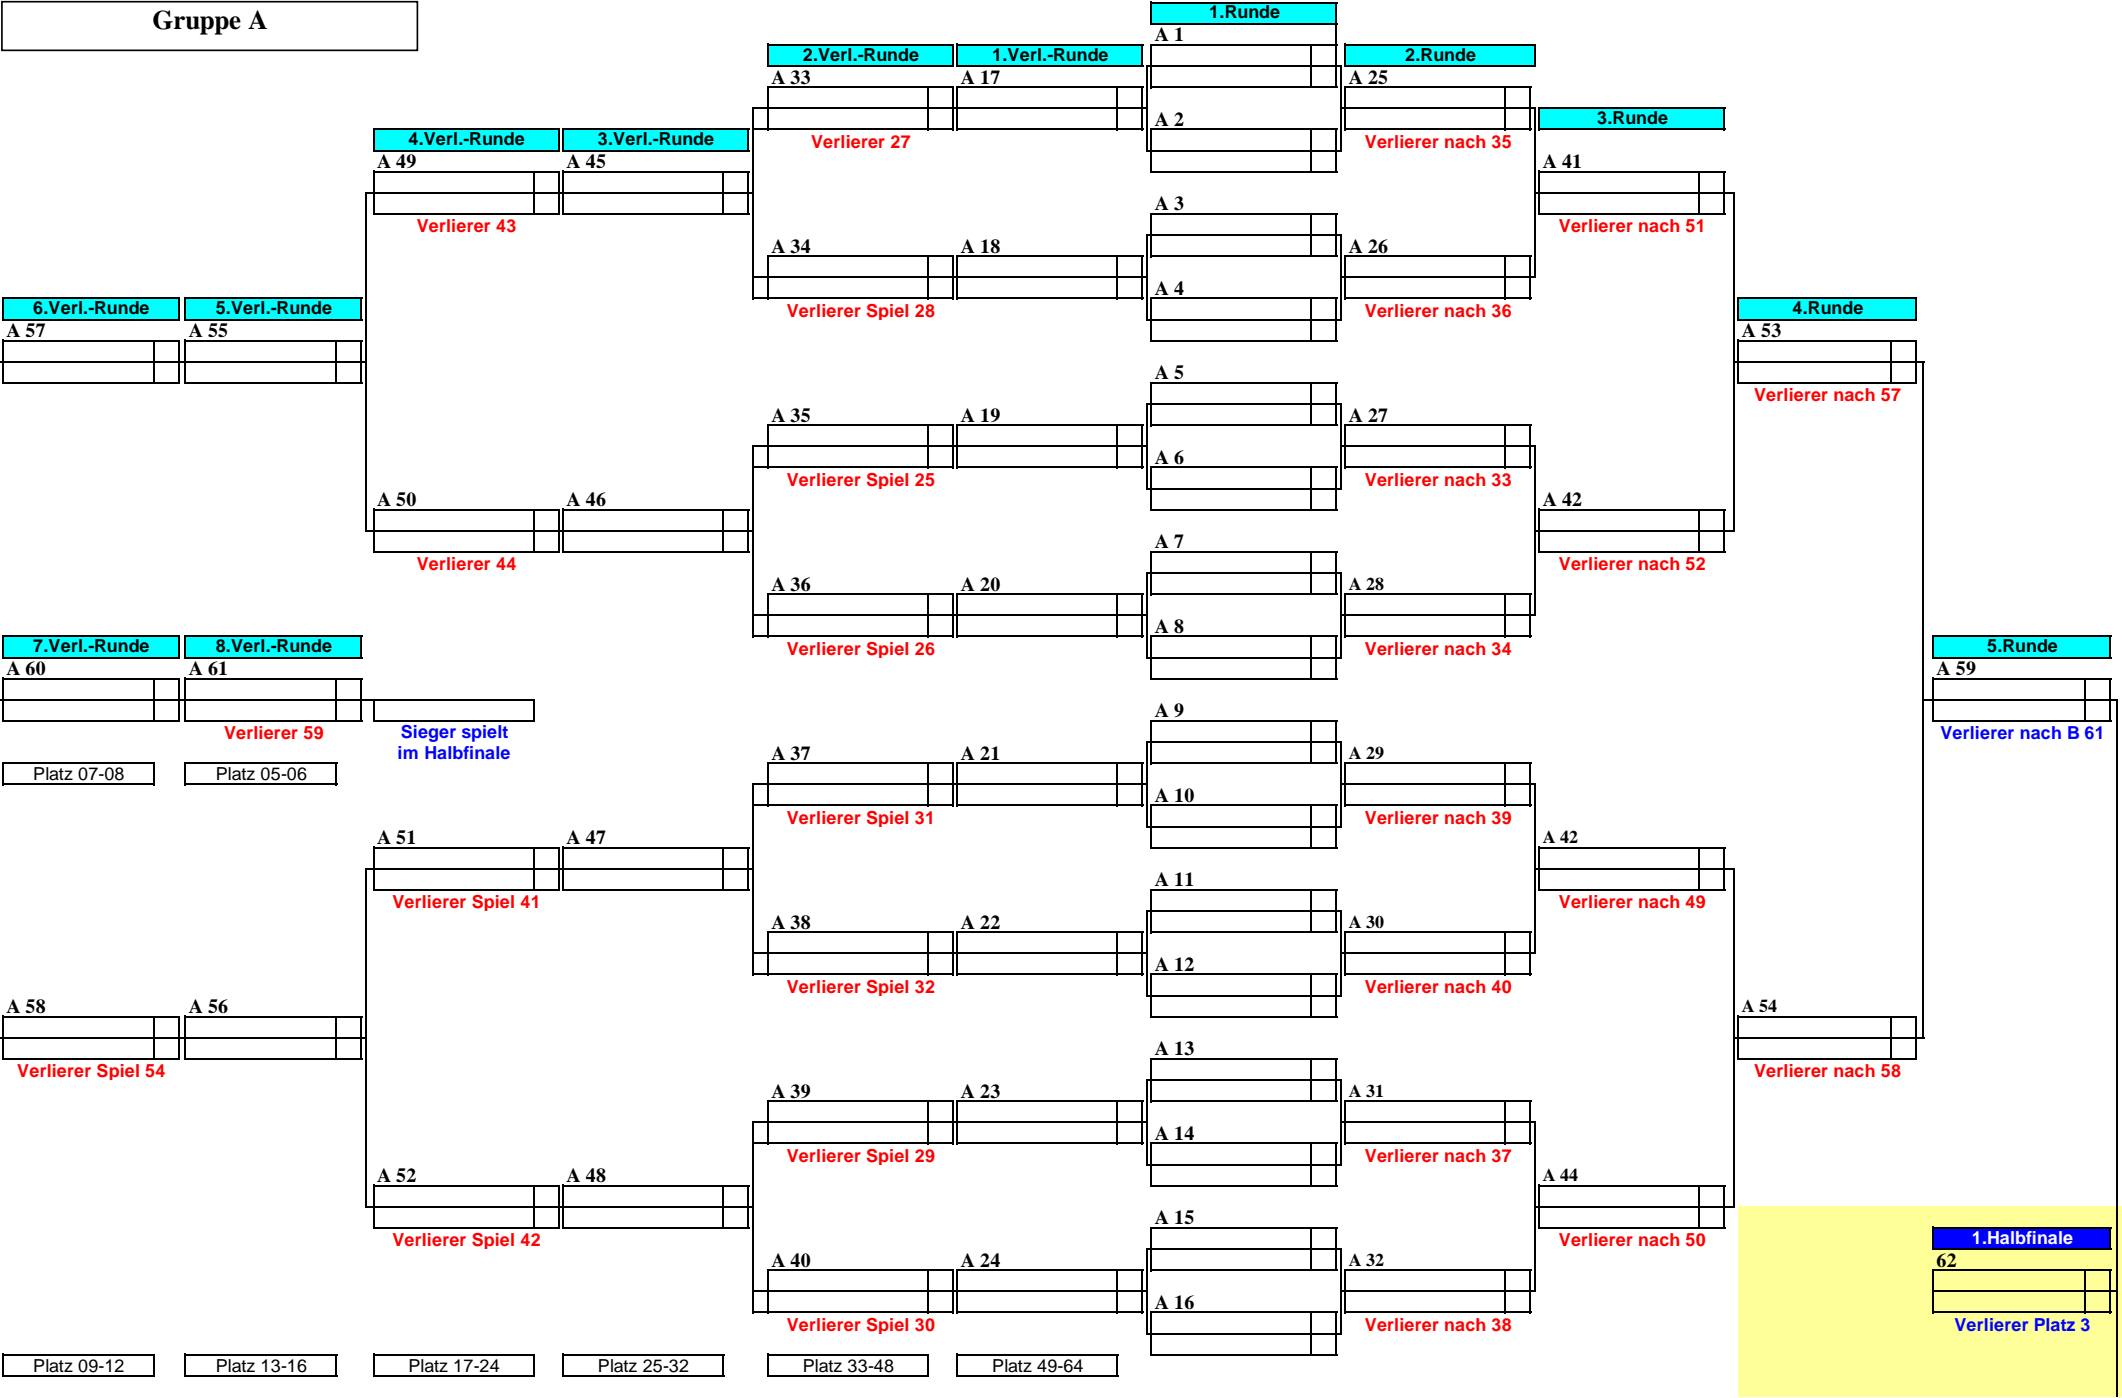 Gruppe A
1.Runde
A 1
2.Verl.-Runde 1.Verl.-Runde 2.Runde
A 33 A 17 A 25
A 2 3.Runde
4.Verl.-Runde 3.Verl.-Runde Verlierer 27 Verlierer nach 35
A 49 A 45 A 41
A 3
Verlierer 43 Verlierer nach 51
A 34 A 18 A 26
A 4
6.Verl.-Runde 5.Verl.-Runde Verlierer Spiel 28 Verlierer nach 36 4.Runde
A 57 A 55 A 53
A 5
Verlierer nach 57
A 35 A 19 A 27
A 6
Verlierer Spiel 25 Verlierer nach 33
A 50 A 46 A 42
A 7
Verlierer 44 Verlierer nach 52
A 36 A 20 A 28
A 8
7.Verl.-Runde 8.Verl.-Runde Verlierer Spiel 26 Verlierer nach 34 5.Runde
A 60 A 61 A 59
A 9
Verlierer 59 Sieger spielt Verlierer nach B 61
im Halbfinale
A 37 A 21 A 29
Platz 07-08 Platz 05-06
A 10
Verlierer Spiel 31 Verlierer nach 39
A 51 A 47 A 42
A 11
Verlierer Spiel 41 Verlierer nach 49
A 38 A 22 A 30
A 12
Verlierer Spiel 32 Verlierer nach 40
A 58 A 56 A 54
A 13
Verlierer Spiel 54 Verlierer nach 58
A 39 A 23 A 31
A 14
Verlierer Spiel 29 Verlierer nach 37
A 52 A 48 A 44
A 15
Verlierer Spiel 42 Verlierer nach 50 1.Halbfinale
A 40 A 24 A 32 62
A 16
Verlierer Spiel 30 Verlierer nach 38 Verlierer Platz 3
Platz 09-12 Platz 13-16 Platz 17-24 Platz 25-32 Platz 33-48 Platz 49-64